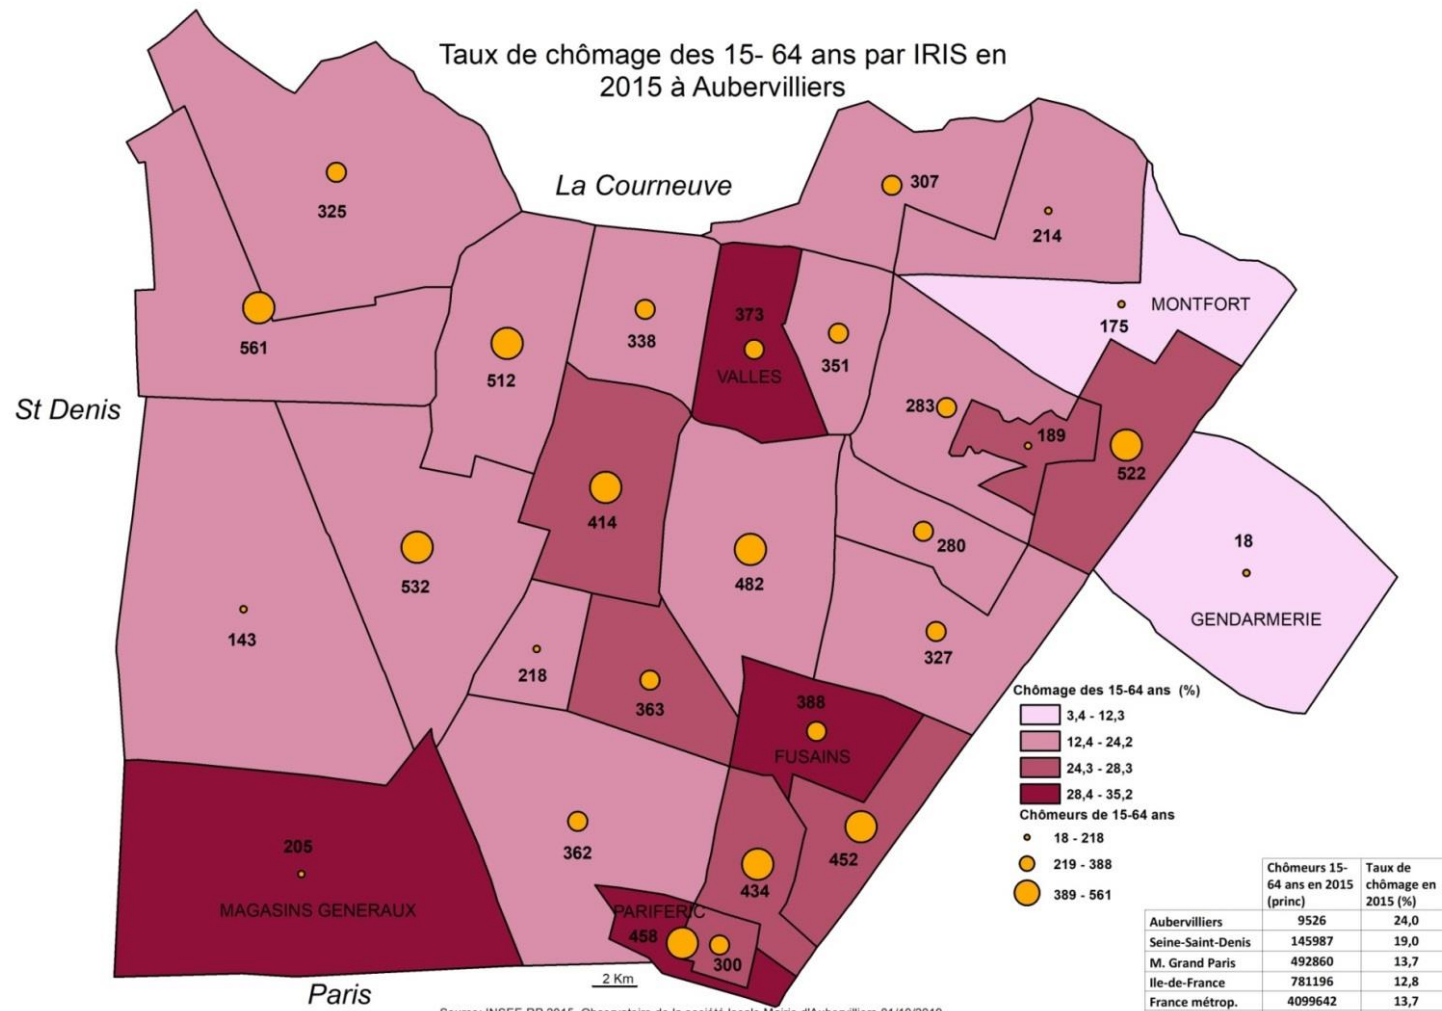 Taux de chômage des 15- 64 ans par IRIS en
2015 à Aubervilliers
La Courneuve
St Denis
325
307
214
MONTFORT
175
561
338
373
VALLES
351
512
283
189
522
414
280
18
GENDARMERIE
532
482
143
327
218
363
388
FUSAINS
205
MAGASINS GENERAUX
362
452
434
PARIFERIC
458
300
2 Km
Paris
Chômage des 15-64 ans (%)
3,4 - 12,3
12,4 - 24,2
24,3 - 28,3
28,4 - 35,2
Chômeurs de 15-64 ans
18 - 218
219 - 388
389 - 561
Chômeurs 15-64 ans en 2015 (princ) Taux de chômage en 2015 (%)
Aubervilliers 9526 24,0
Seine-Saint-Denis 145987 19,0
M. Grand Paris 492860 13,7
Ile-de-France 781196 12,8
France métrop. 4099642 13,7